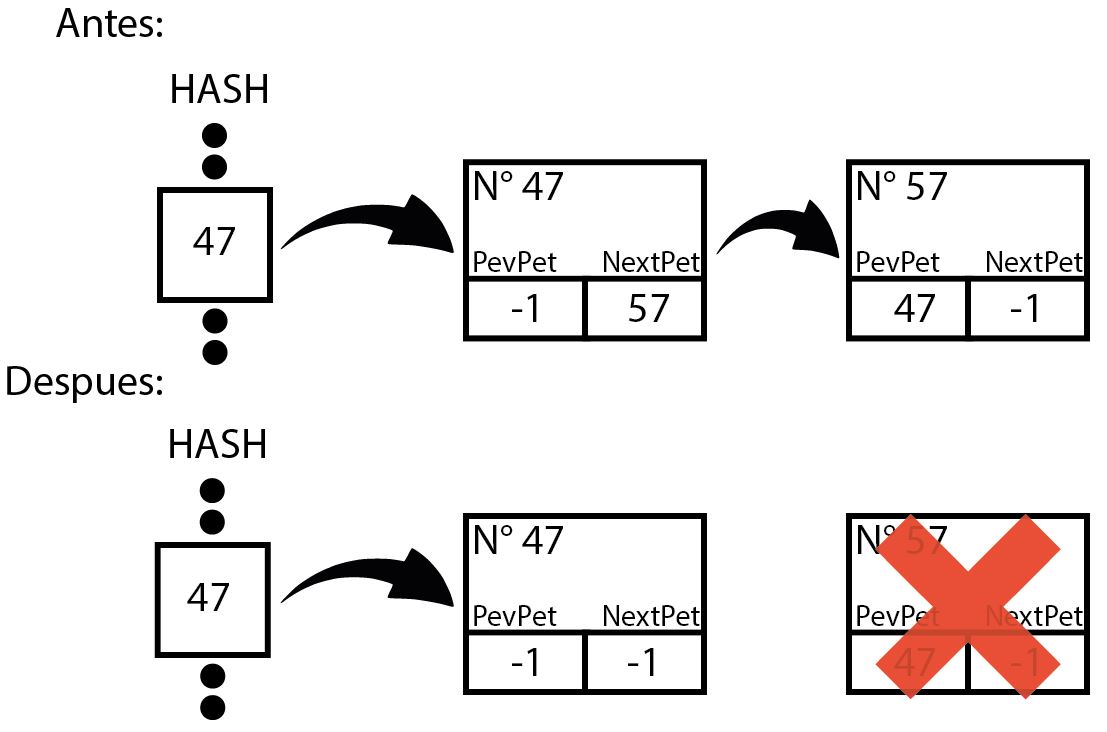 Antes:
HASH
47
N° 47
PevPet NextPet
-1 57
N° 57
PevPet NextPet
47 -1
Despues:
HASH
47
N° 47
PevPet NextPet
-1 -1
N° 57
PevPet NextPet
47 -1